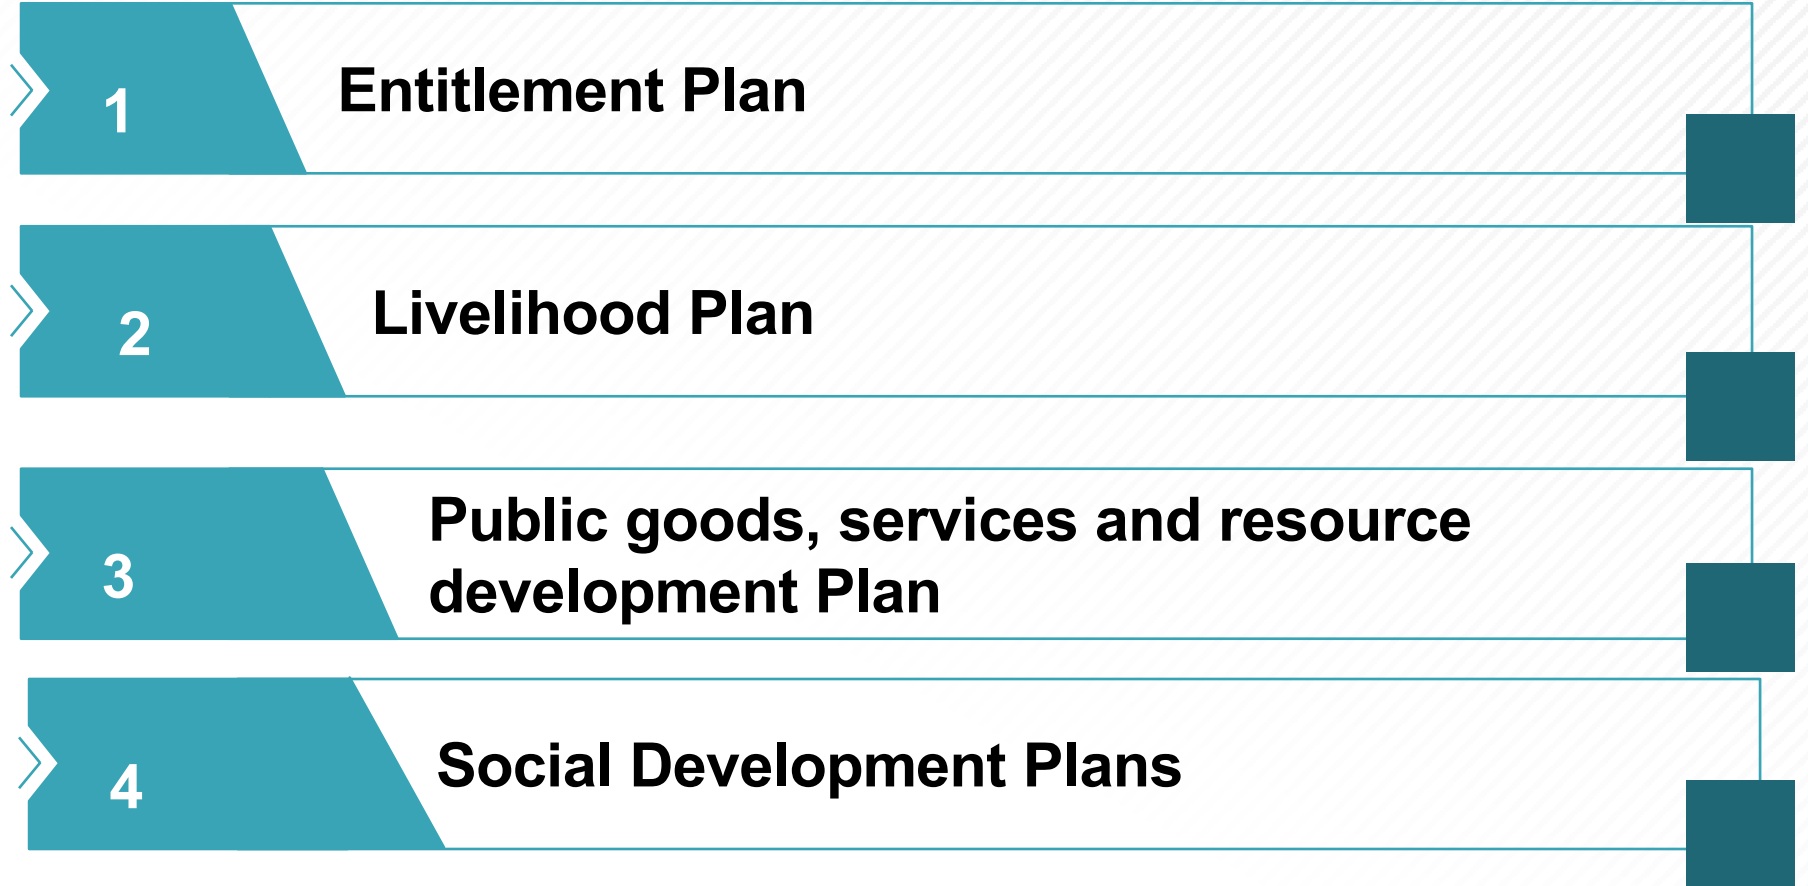 1
Entitlement Plan
2
Livelihood Plan
3
Public goods, services and resource
development Plan
4
Social Development Plans